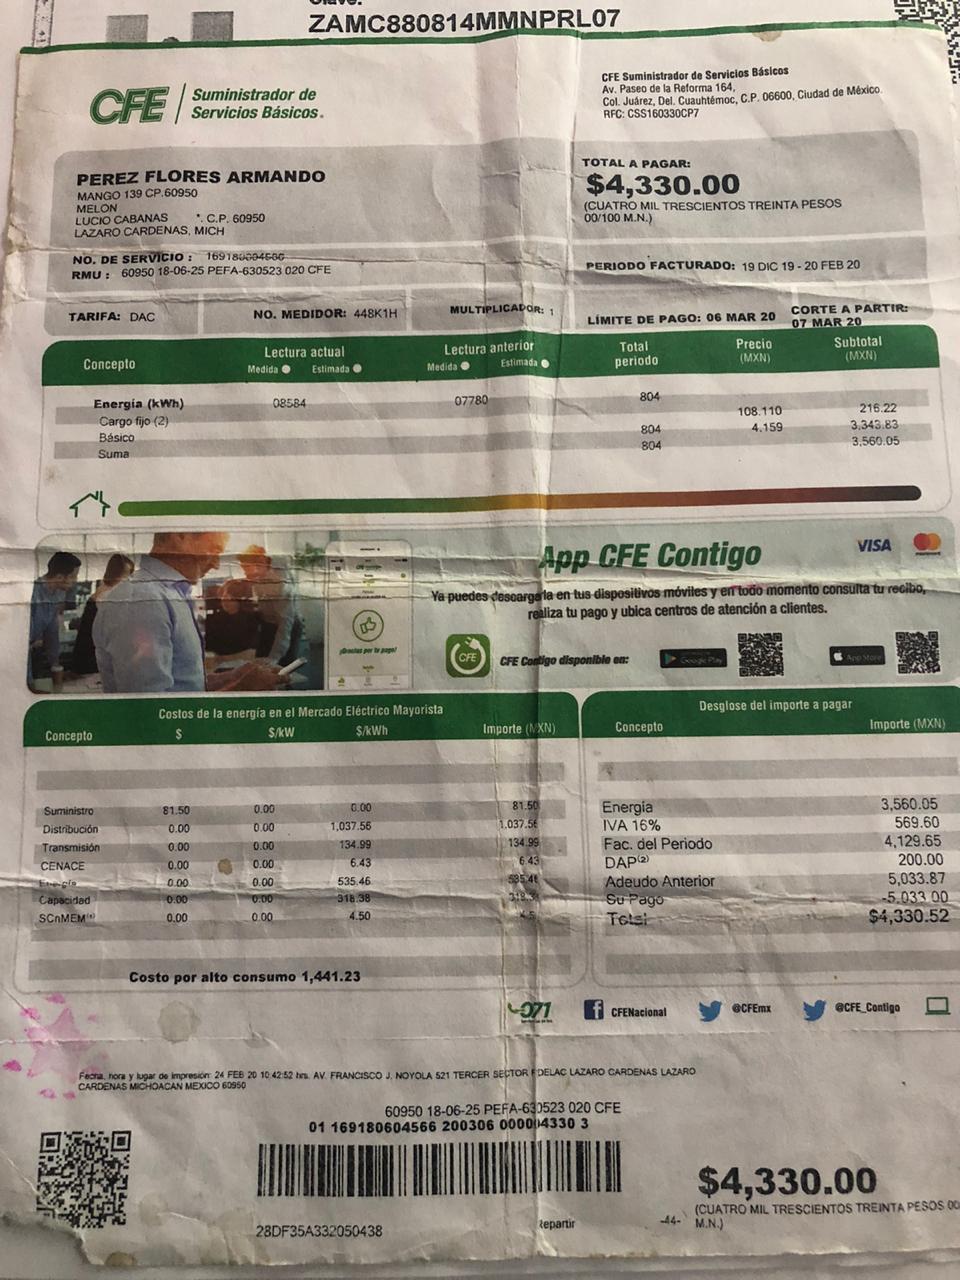 Clave:
ZAMC880814MMNPRL07
CFE Suministrador de Servicios Básicos®
CFE Suministrador de Servicios Básicos
Av. Paseo de la Reforma 164,
Col. Juárez, Del. Cuauhtémoc, C.P. 06600, Ciudad de México.
RFC: CSS160330CP7
PEREZ FLORES ARMANDO
MANGO 139 CP.60950
MELON
LUCIO CABANAS *. C.P. 60950
LAZARO CARDENAS, MICH
NO. DE SERVICIO :
RMU : 60950 18-06-25 PEFA-630523 020 CFE
TOTAL A PAGAR:
$4,330.00
(CUATRO MIL TRESCIENTOS TREINTA PESOS
00/100 M.N.)
PERIODO FACTURADO: 19 DIC 19 - 20 FEB 20
TARIFA: DAC NO. MEDIDOR: 448K1H MULTIPLICADOR: 1
LÍMITE DE PAGO: 06 MAR 20 CORTE A PARTIR:
07 MAR 20
Concepto Lectura actual Lectura anterior Total periodo Precio (MXN) Subtotal (MXN)
Medida Estimada Medida Estimada
Energía (kWh) 08584 07780 804
Cargo fijo (2) 108.110 216.22
Básico 804 4.159 3,343.83
Suma 804 3,560.05
App CFE Contigo
VISA mastercard
Ya puedes descargarla en tus dispositivos móviles y en todo momento consulta tu recibo,
realiza tu pago y ubica centros de atención a clientes.
¡Gracias por tu pago!
CFE
CFE Contigo disponible en: Google Play App Store
Costos de la energía en el Mercado Eléctrico Mayorista
Concepto $ $/kW $/kWh Importe (MXN)
Suministro 81.50 0.00 0.00 81.50
Distribución 0.00 0.00 1,037.56 1,037.56
Transmisión 0.00 0.00 134.99 134.99
CENACE 0.00 0.00 6.43 6.43
Energía 0.00 0.00 535.46 535.46
Capacidad 0.00 0.00 318.38
SCnMEM⁽¹⁾ 0.00 0.00 4.50
Costo por alto consumo 1,441.23
Desglose del importe a pagar
Concepto Importe (MXN)
Energía 3,560.05
IVA 16% 569.60
Fac. del Periodo 4,129.65
DAP⁽²⁾ 200.00
Adeudo Anterior 5,033.87
Su Pago -5,033.00
Total $4,330.52
071 CFENacional @CFEmx @CFE_Contigo
Fecha, hora y lugar de impresión: 24 FEB 20 10:42:52 hrs. AV. FRANCISCO J. NOYOLA 521 TERCER SECTOR FDELAC LAZARO CARDENAS LAZARO
CARDENAS MICHOACAN MEXICO 60950
60950 18-06-25 PEFA-630523 020 CFE
01 169180604566 200306 000004330 3
28DF35A332050438
Repartir -44-
$4,330.00
(CUATRO MIL TRESCIENTOS TREINTA PESOS 00
M.N.)